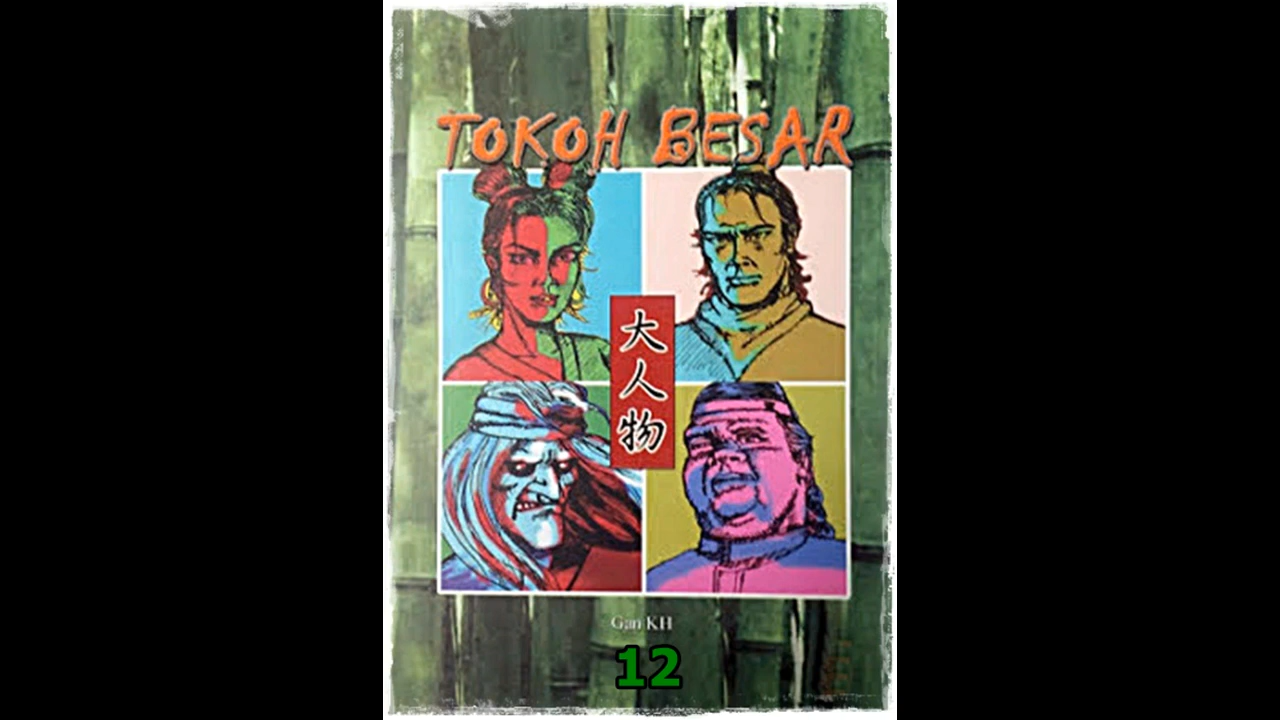 TOKOH BESAR
大人物
Gan KH
12